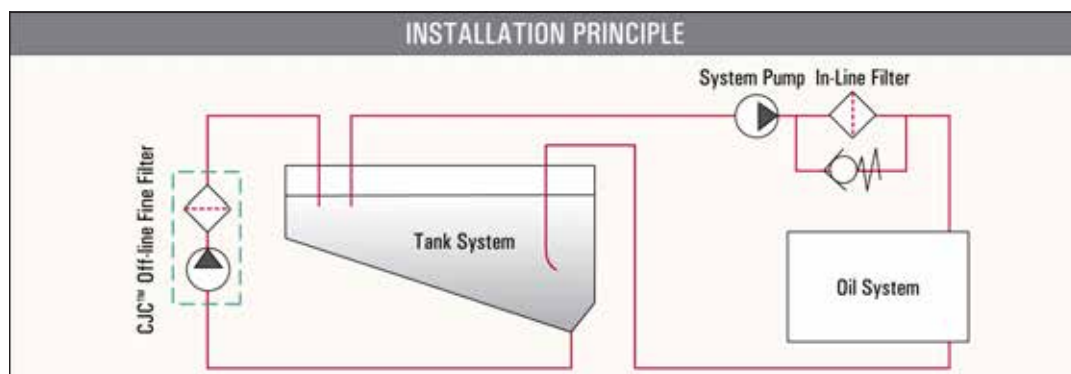 INSTALLATION PRINCIPLE
System Pump
In-Line Filter
CJC™ Off-line Fine Filter
Tank System
Oil System